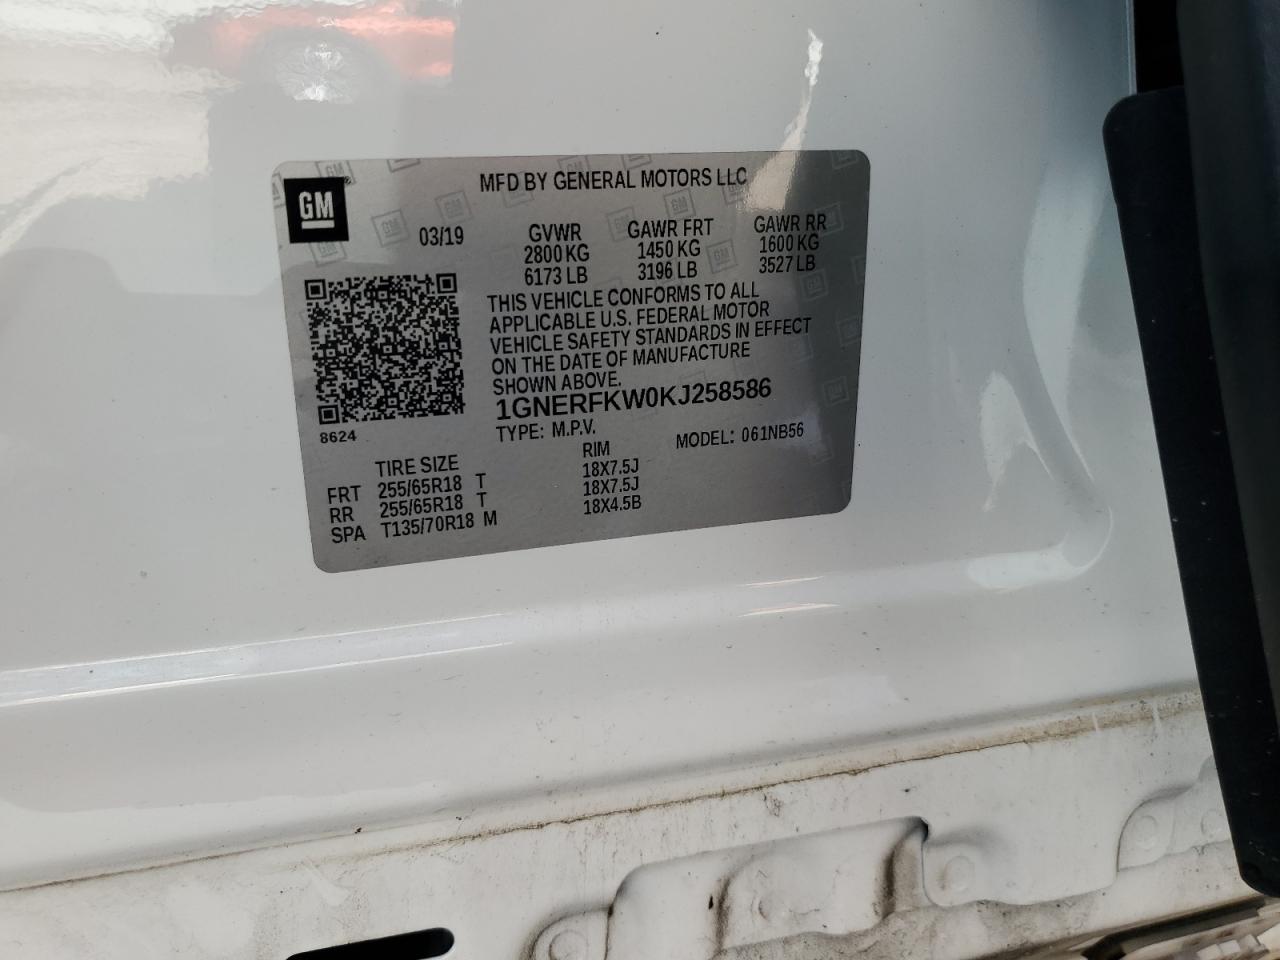 GM
MFD BY GENERAL MOTORS LLC
03/19
GVWR GAWR FRT GAWR RR
2800 KG 1450 KG 1600 KG
6173 LB 3196 LB 3527 LB
THIS VEHICLE CONFORMS TO ALL
APPLICABLE U.S. FEDERAL MOTOR
VEHICLE SAFETY STANDARDS IN EFFECT
ON THE DATE OF MANUFACTURE
SHOWN ABOVE.
1GNERFKW0KJ258586
8624
TYPE: M.P.V. MODEL: 061NB56
TIRE SIZE RIM
FRT 255/65R18 T 18X7.5J
RR 255/65R18 T 18X7.5J
SPA T135/70R18 M 18X4.5B